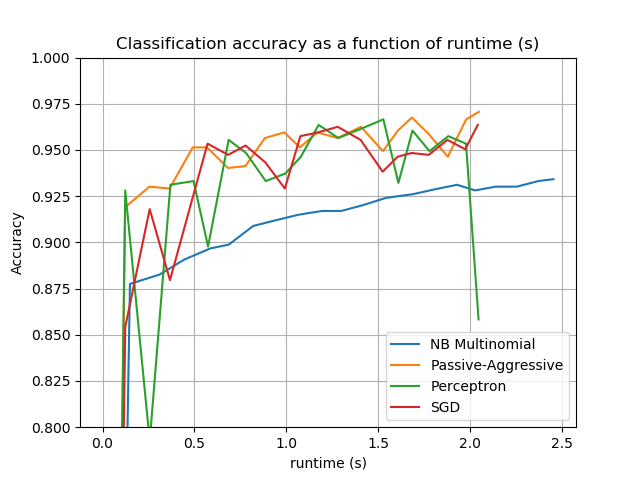 Classification accuracy as a function of runtime (s)
1.000
0.975
0.950
0.925
0.900
0.875
0.850
0.825
0.800
Accuracy
0.0
0.5
1.0
1.5
2.0
2.5
runtime (s)
NB Multinomial
Passive-Aggressive
Perceptron
SGD